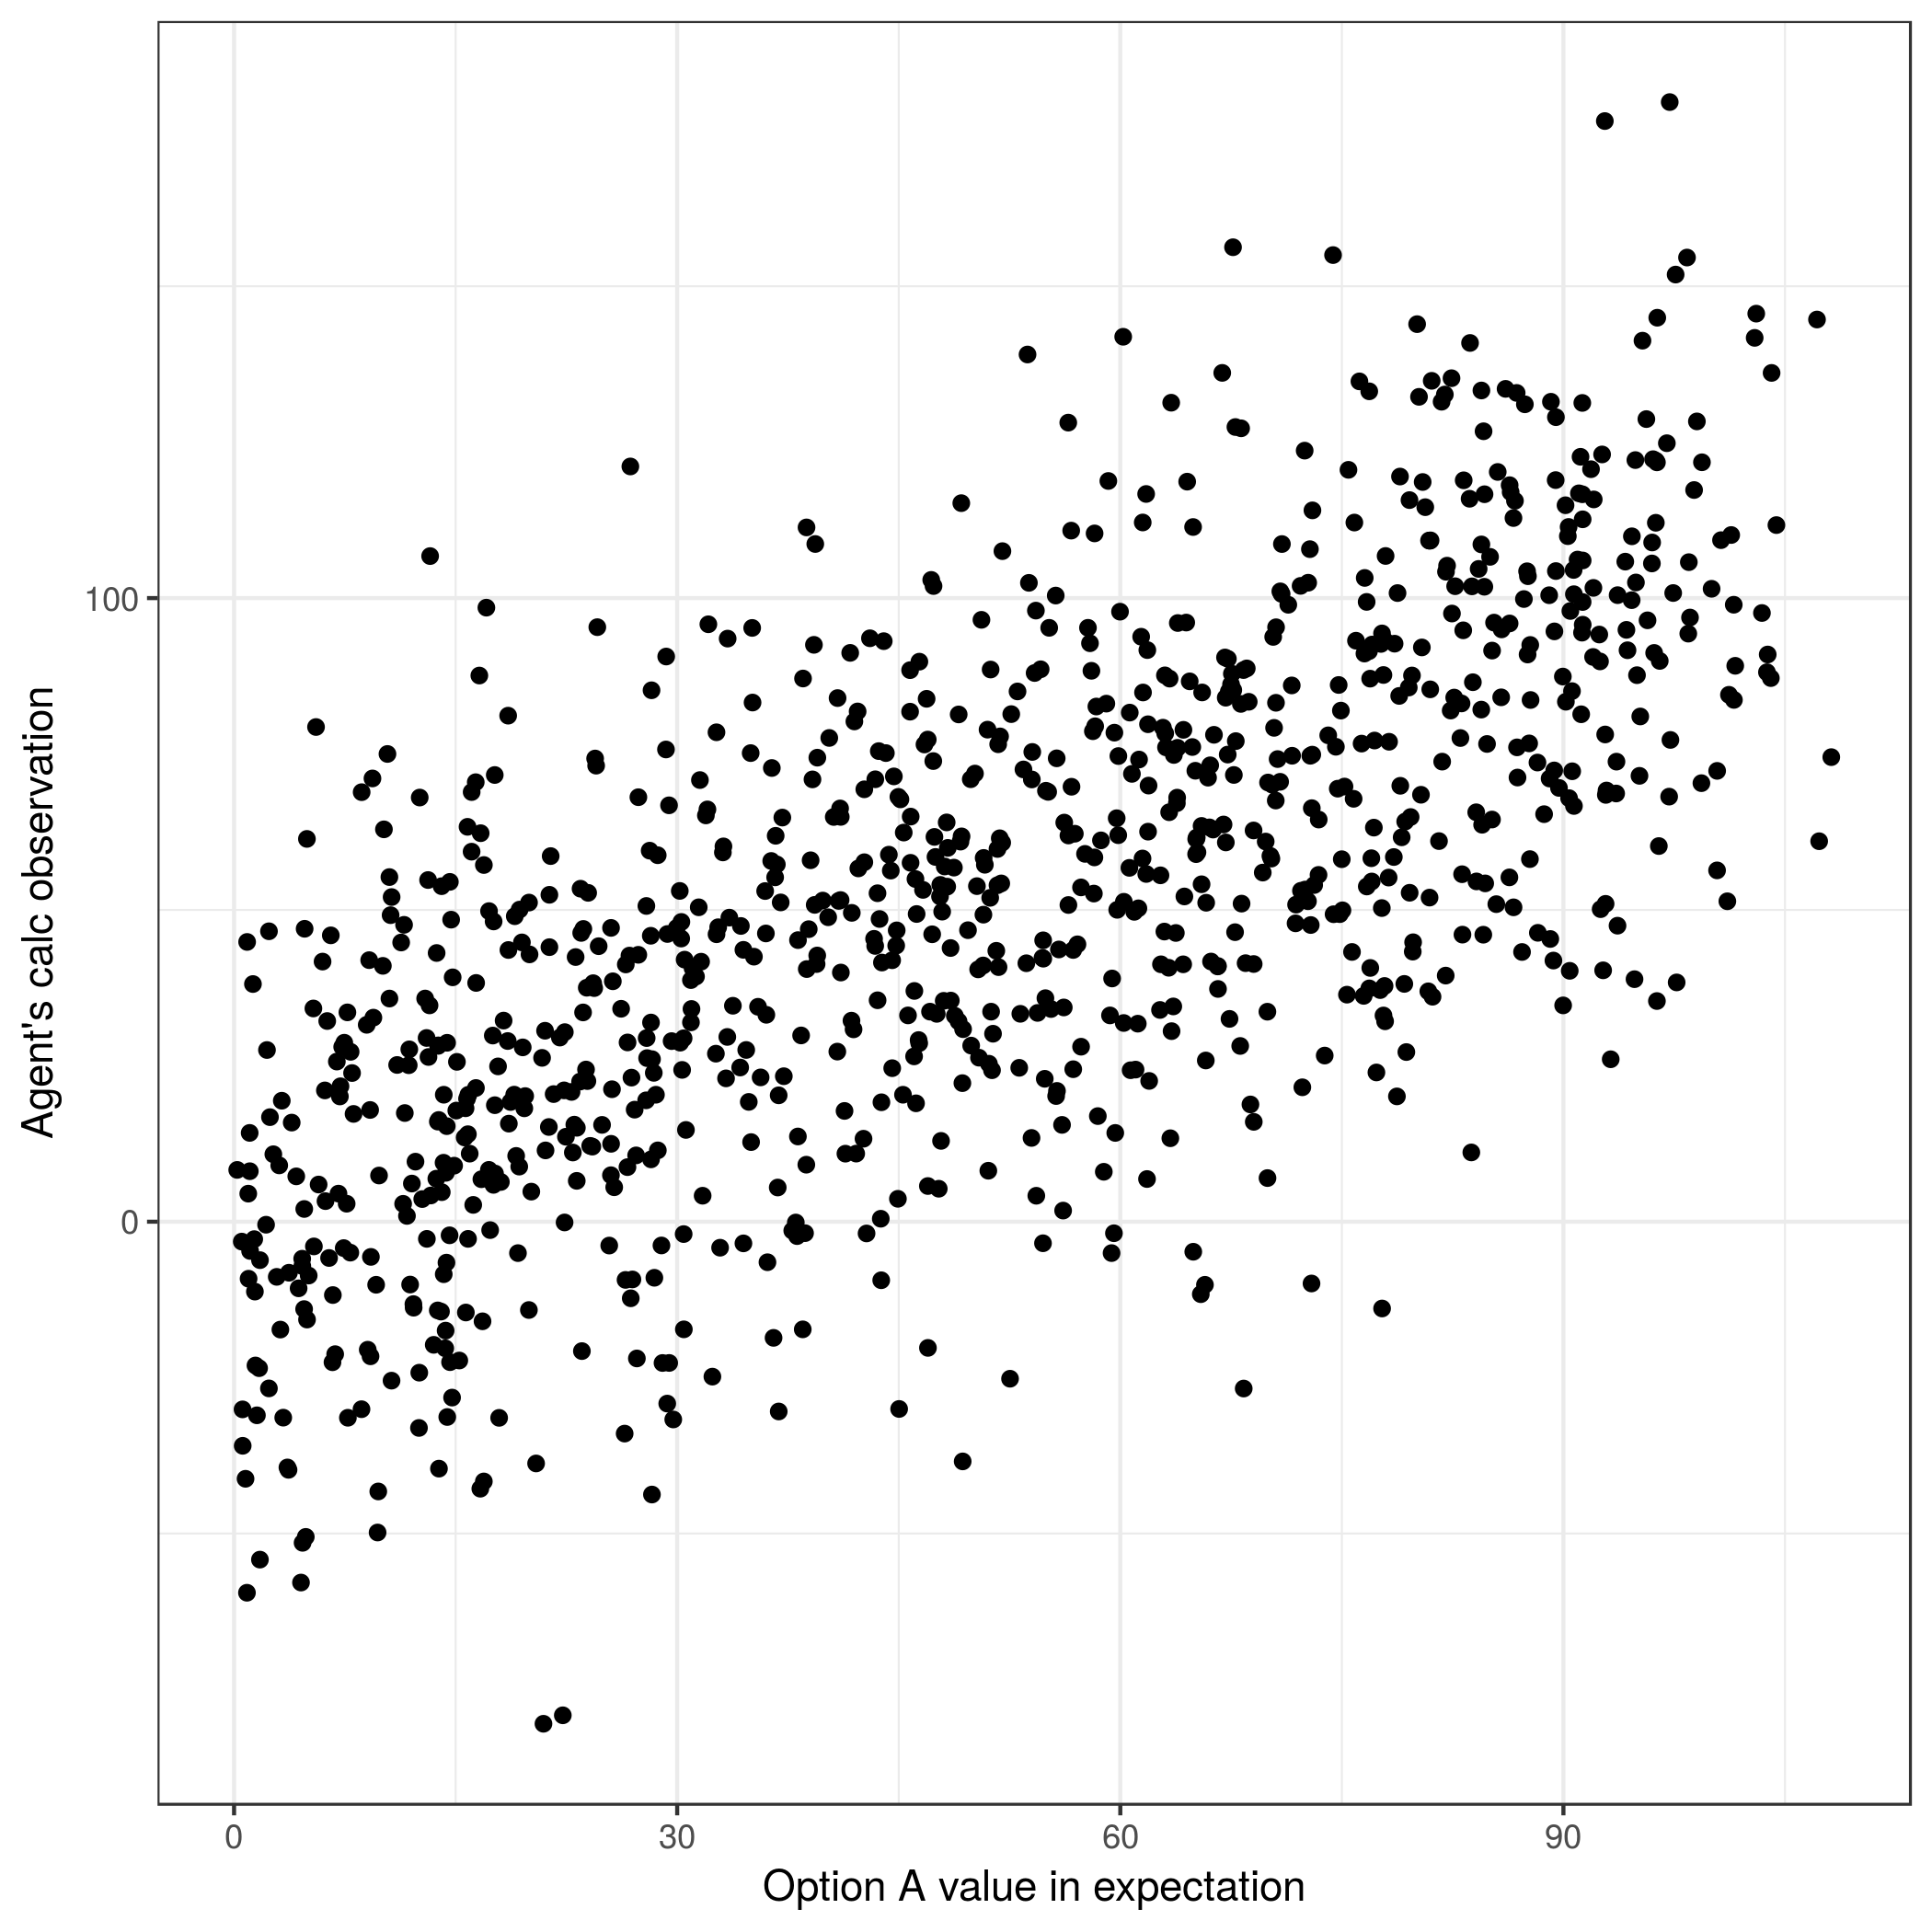 Agent's calc observation
100
0
0 30 60 90
Option A value in expectation